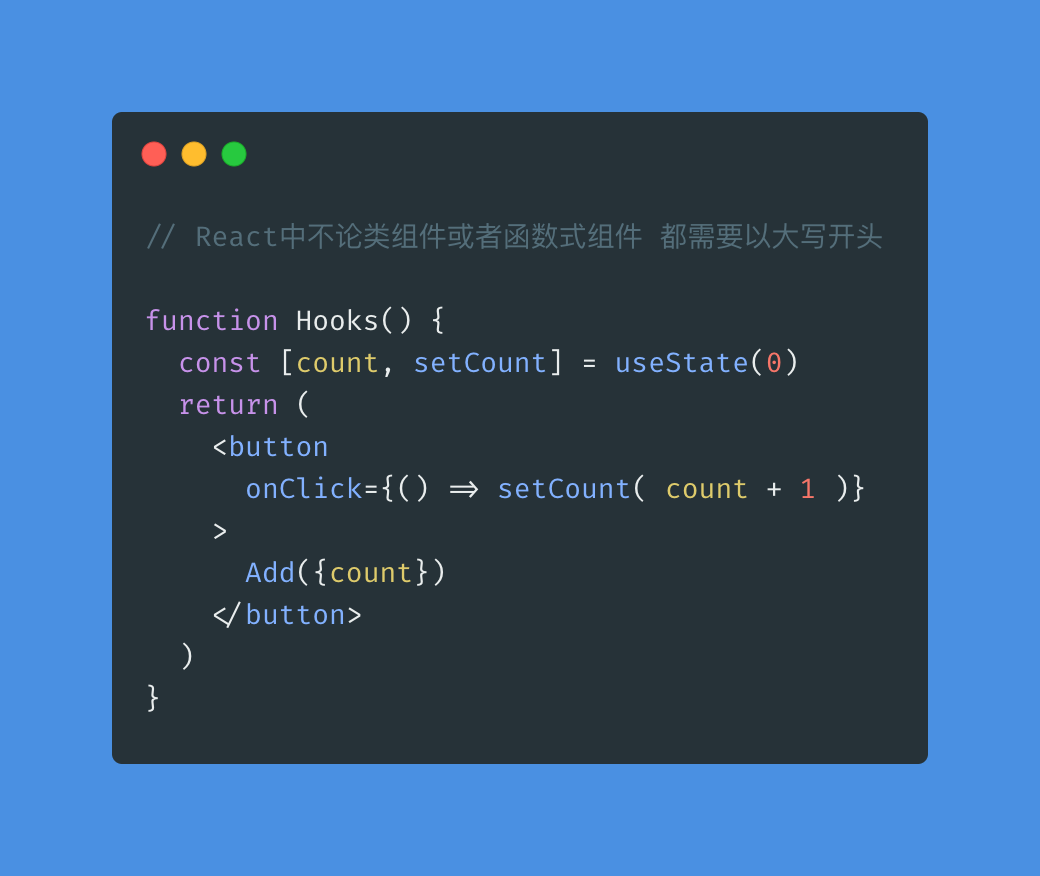 // React中不论类组件或者函数式组件 都需要以大写开头
function Hooks() {
  const [count, setCount] = useState(0)
  return (
    <button
      onClick={() => setCount( count + 1 )}
    >
      Add({count})
    </button>
  )
}